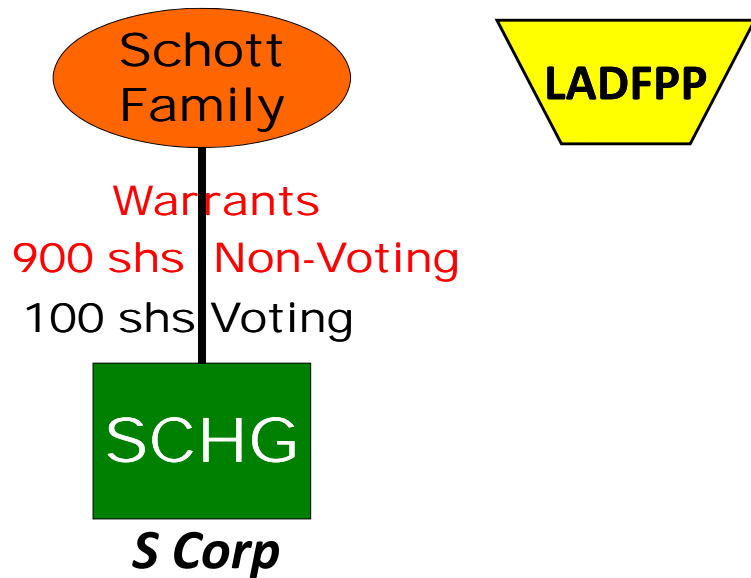 Schott
Family
LADFPP
Warrants
900 shs Non-Voting
100 shs Voting
SCHG
S Corp